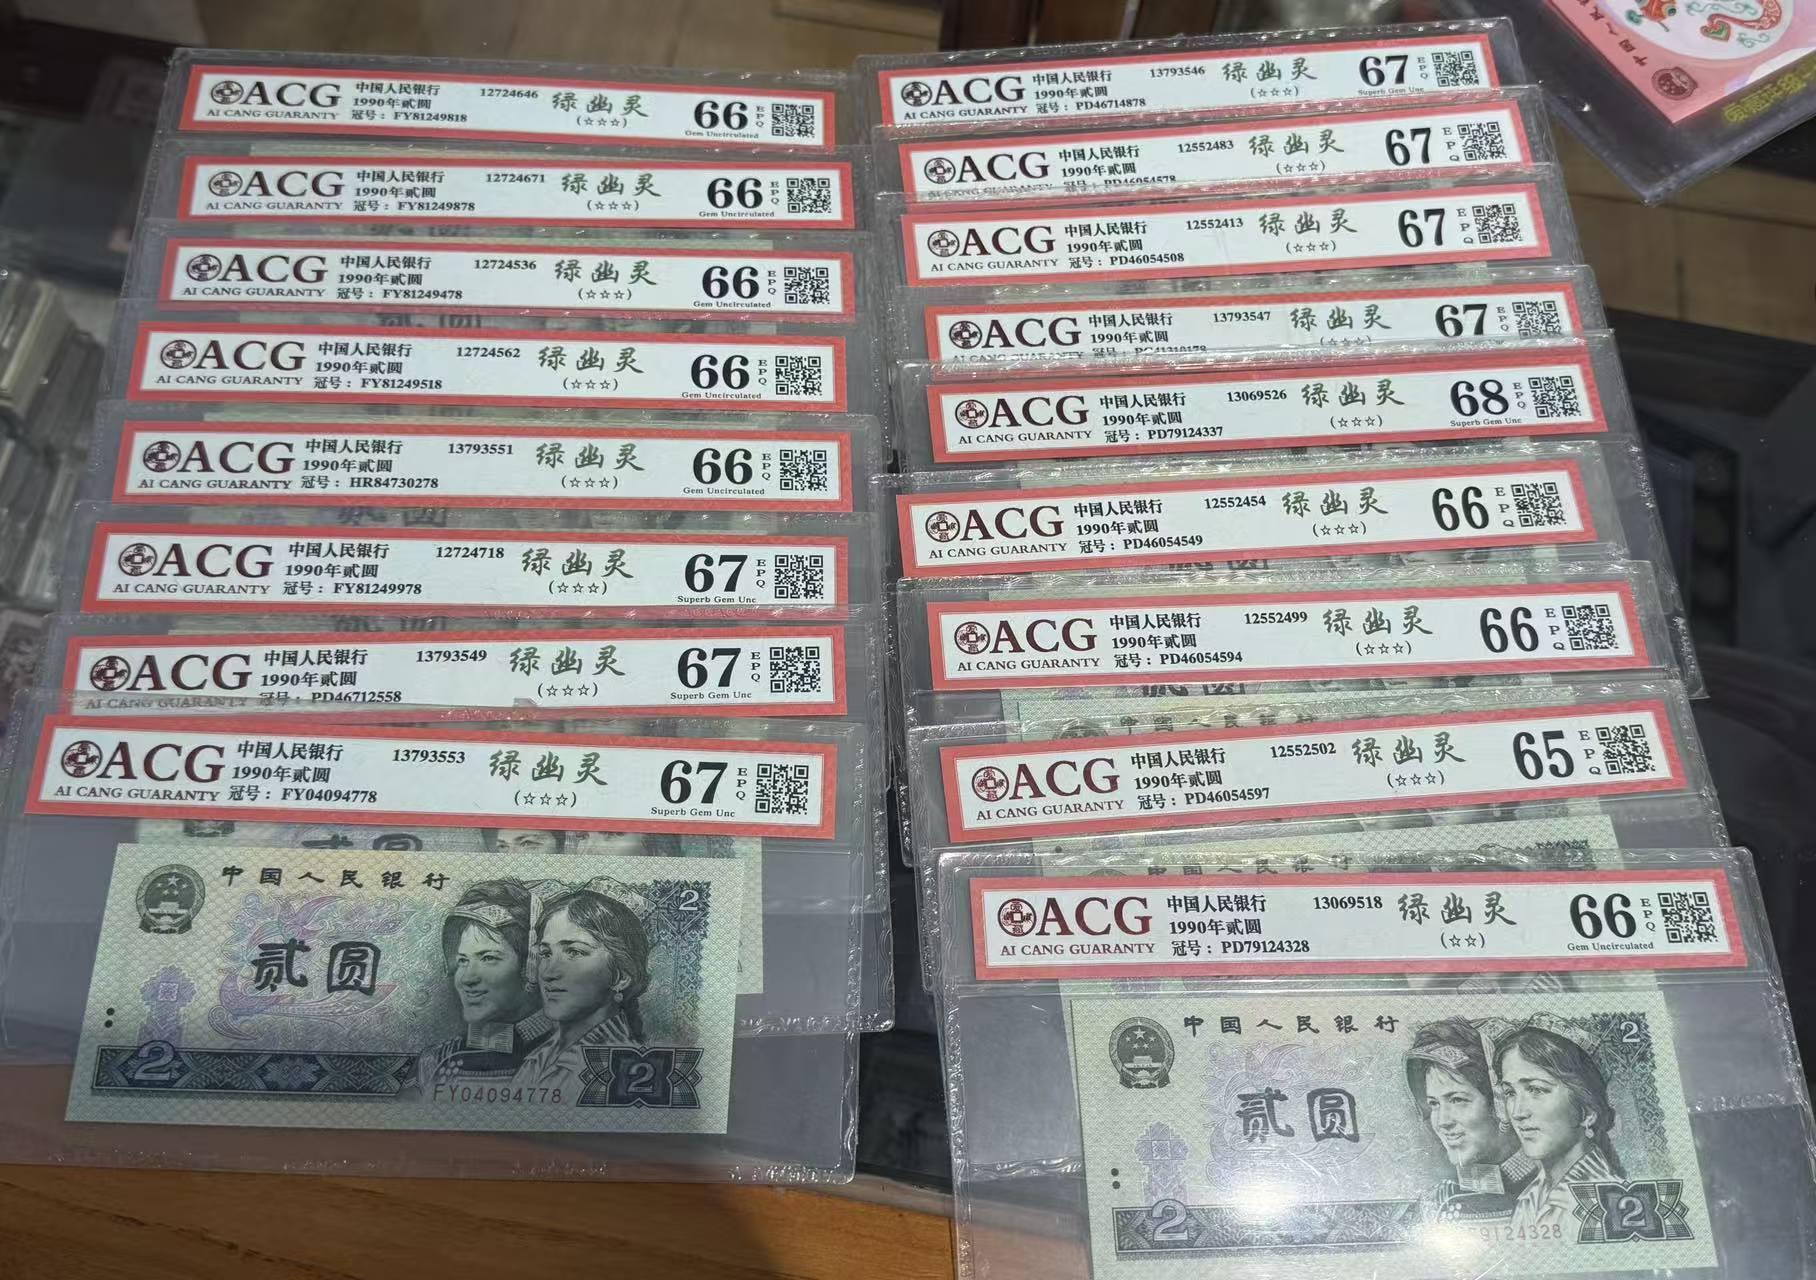 ACG
AI CANG GUARANTY
中国人民银行
1990年贰圆
冠号：FY81249818
12724646
绿幽灵
(☆☆☆)
66
EPQ
Gem Uncirculated
ACG
AI CANG GUARANTY
中国人民银行
1990年贰圆
冠号：FY81249878
12724671
绿幽灵
(☆☆☆)
66
EPQ
Gem Uncirculated
ACG
AI CANG GUARANTY
中国人民银行
1990年贰圆
冠号：FY81249478
12724536
绿幽灵
(☆☆☆)
66
EPQ
Gem Uncirculated
ACG
AI CANG GUARANTY
中国人民银行
1990年贰圆
冠号：FY81249518
12724562
绿幽灵
(☆☆☆)
66
EPQ
Gem Uncirculated
ACG
AI CANG GUARANTY
中国人民银行
1990年贰圆
冠号：HR84730278
13793551
绿幽灵
(☆☆☆)
66
EPQ
Gem Uncirculated
ACG
AI CANG GUARANTY
中国人民银行
1990年贰圆
冠号：FY81249978
12724718
绿幽灵
(☆☆☆)
67
EPQ
Superb Gem Unc
ACG
AI CANG GUARANTY
中国人民银行
1990年贰圆
冠号：PD46712558
13793549
绿幽灵
(☆☆☆)
67
EPQ
Superb Gem Unc
ACG
AI CANG GUARANTY
中国人民银行
1990年贰圆
冠号：FY04094778
13793553
绿幽灵
(☆☆☆)
67
EPQ
Superb Gem Unc
中国人民银行
2
贰圆
2
2
FY04094778
ACG
AI CANG GUARANTY
中国人民银行
1990年贰圆
冠号：PD46714878
13793546
绿幽灵
(☆☆☆)
67
EPQ
Superb Gem Unc
ACG
AI CANG GUARANTY
中国人民银行
1990年贰圆
冠号：PD46054578
12552483
绿幽灵
(☆☆☆)
67
EPQ
ACG
AI CANG GUARANTY
中国人民银行
1990年贰圆
冠号：PD46054508
12552413
绿幽灵
(☆☆☆)
67
EPQ
ACG
AI CANG GUARANTY
中国人民银行
1990年贰圆
13793547
绿幽灵
(☆☆☆)
67
EPQ
ACG
AI CANG GUARANTY
中国人民银行
1990年贰圆
冠号：PD79124337
13069526
绿幽灵
(☆☆☆)
68
EPQ
Superb Gem Unc
ACG
AI CANG GUARANTY
中国人民银行
1990年贰圆
冠号：PD46054549
12552454
绿幽灵
(☆☆☆)
66
EPQ
ACG
AI CANG GUARANTY
中国人民银行
1990年贰圆
冠号：PD46054594
12552499
绿幽灵
(☆☆☆)
66
EPQ
ACG
AI CANG GUARANTY
中国人民银行
1990年贰圆
冠号：PD46054597
12552502
绿幽灵
(☆☆☆)
65
EPQ
ACG
AI CANG GUARANTY
中国人民银行
1990年贰圆
冠号：PD79124328
13069518
绿幽灵
(☆☆)
66
EPQ
Gem Uncirculated
中国人民银行
2
贰圆
2
2
9124328